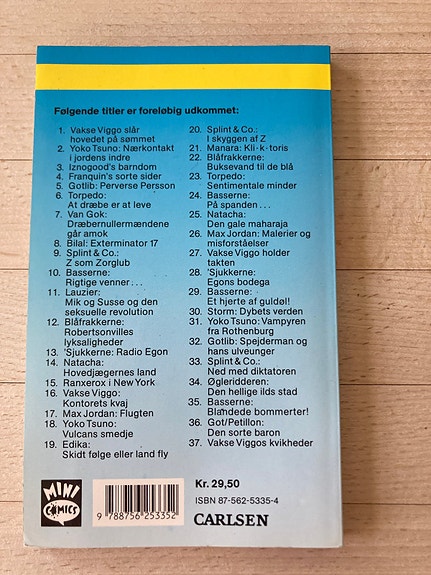 Følgende titler er foreløbig udkommet:
1. Vakse Viggo slår
hovedet på sømmet
2. Yoko Tsuno: Nærkontakt
i jordens indre
3. Iznogood's barndom
4. Franquin's sorte sider
5. Gotlib: Perverse Persson
6. Torpedo:
At dræbe er at leve
7. Van Gok:
Dræbernullermændene
går amok
8. Bilal: Exterminator 17
9. Splint & Co.:
Z som Zorglub
10. Basserne:
Rigtige venner...
11. Lauzier:
Mik og Susse og den
seksuelle revolution
12. Blåfrakkerne:
Robertsonvilles
lyksaligheder
13. 'Sjukkerne: Radio Egon
14. Natacha:
Hovedjægernes land
15. Ranxerox i New York
16. Vakse Viggo:
Kontorets kvaj
17. Max Jordan: Flugten
18. Yoko Tsuno:
Vulcans smedje
19. Edika:
Skidt følge eller land fly
20. Splint & Co.:
I skyggen af Z
21. Manara: Kli-k-toris
22. Blåfrakkerne:
Buksevand til de blå
23. Torpedo:
Sentimentale minder
24. Basserne:
På spanden...
25. Natacha:
Den gale maharaja
26. Max Jordan: Malerier og
misforståelser
27. Vakse Viggo holder
takten
28. 'Sjukkerne:
Egons bodega
29. Basserne:
Et hjerte af guldøl!
30. Storm: Dybets verden
31. Yoko Tsuno: Vampyren
fra Rothenburg
32. Gotlib: Spejderman og
hans ulveunger
33. Splint & Co.:
Ned med diktatoren
34. Øgleridderen:
Den hellige ilds stad
35. Basserne:
Blandede bommerter!
36. Got/Petillon:
Den sorte baron
37. Vakse Viggos kvikheder
MINI
COMICS
9 788756 253352
Kr. 29,50
ISBN 87-562-5335-4
CARLSEN